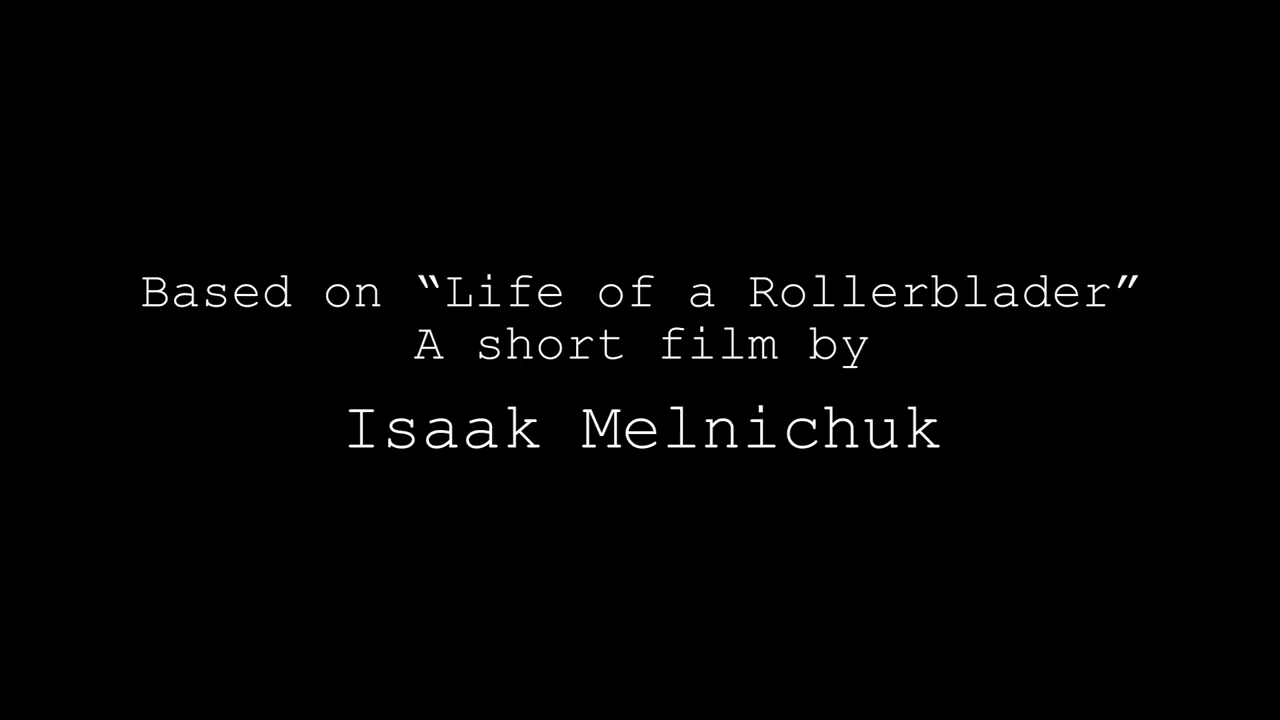 Based on “Life of a Rollerblader”
A short film by
Isaak Melnichuk